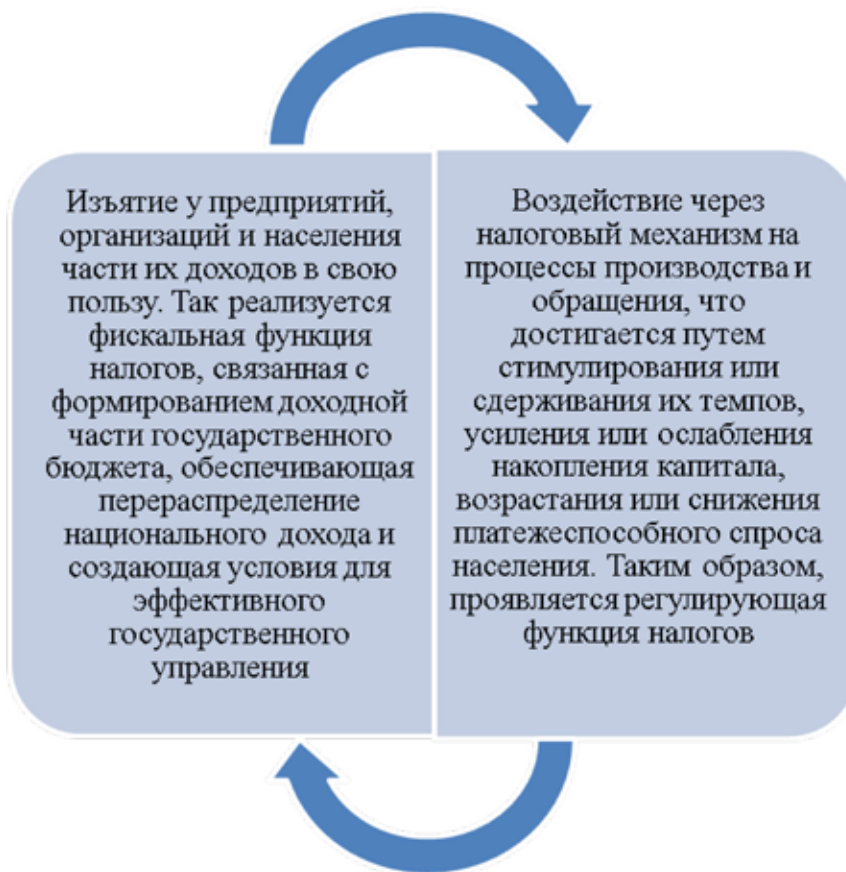 Изъятие у предприятий,
организаций и населения
части их доходов в свою
пользу. Так реализуется
фискальная функция
налогов, связанная с
формированием доходной
части государственного
бюджета, обеспечивающая
перераспределение
национального дохода и
создающая условия для
эффективного
государственного
управления
Воздействие через
налоговый механизм на
процессы производства и
обращения, что
достигается путем
стимулирования или
сдерживания их темпов,
усиления или ослабления
накопления капитала,
возрастания или снижения
платежеспособного спроса
населения. Таким образом,
проявляется регулирующая
функция налогов